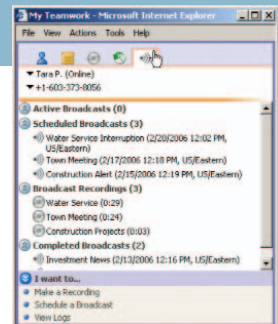 My Teamwork - Microsoft Internet Explorer
File View Actions Tools Help
Tara P. (Online)
+1-603-373-8056
Active Broadcasts (0)
Scheduled Broadcasts (3)
Water Service Interruption (2/20/2006 12:02 PM,
US/Eastern)
Town Meeting (2/17/2006 12:18 PM, US/Eastern)
Construction Alert (2/15/2006 12:19 PM, US/Eastern)
Broadcast Recordings (3)
Water Service (0:29)
Town Meeting (0:24)
Construction Projects (0:03)
Completed Broadcasts (2)
Investment News (2/13/2006 12:16 PM, US/Eastern)
I want to...
Make a Recording
Schedule a Broadcast
View Logs